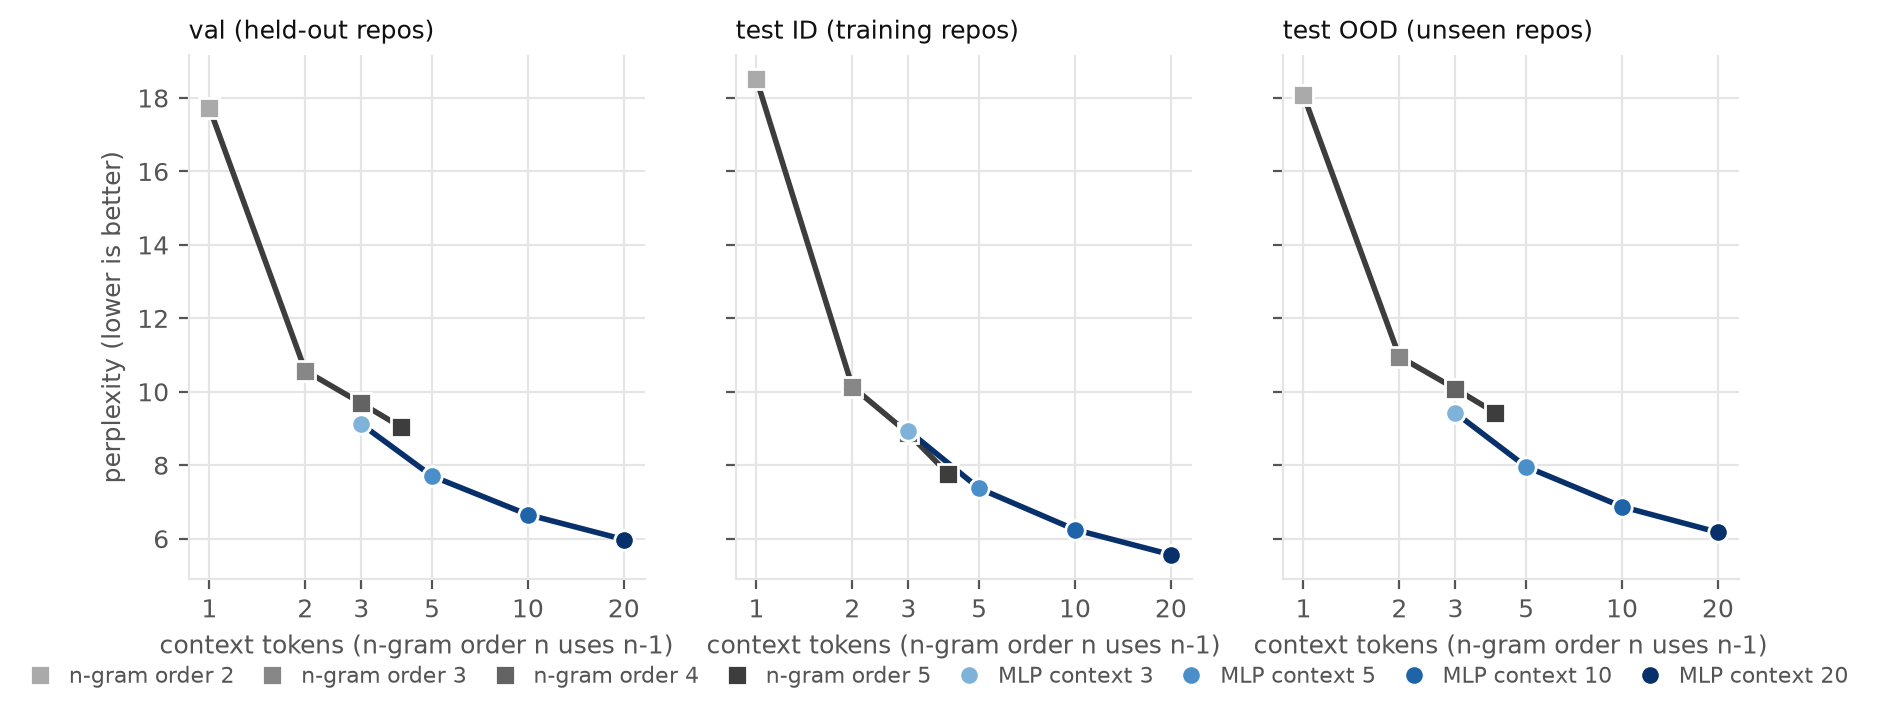 val (held-out repos)
test ID (training repos)
test OOD (unseen repos)
perplexity (lower is better)
18
16
14
12
10
8
6
1 2 3 5 10 20
1 2 3 5 10 20
1 2 3 5 10 20
context tokens (n-gram order n uses n-1)
context tokens (n-gram order n uses n-1)
context tokens (n-gram order n uses n-1)
n-gram order 2 n-gram order 3 n-gram order 4 n-gram order 5 MLP context 3 MLP context 5 MLP context 10 MLP context 20